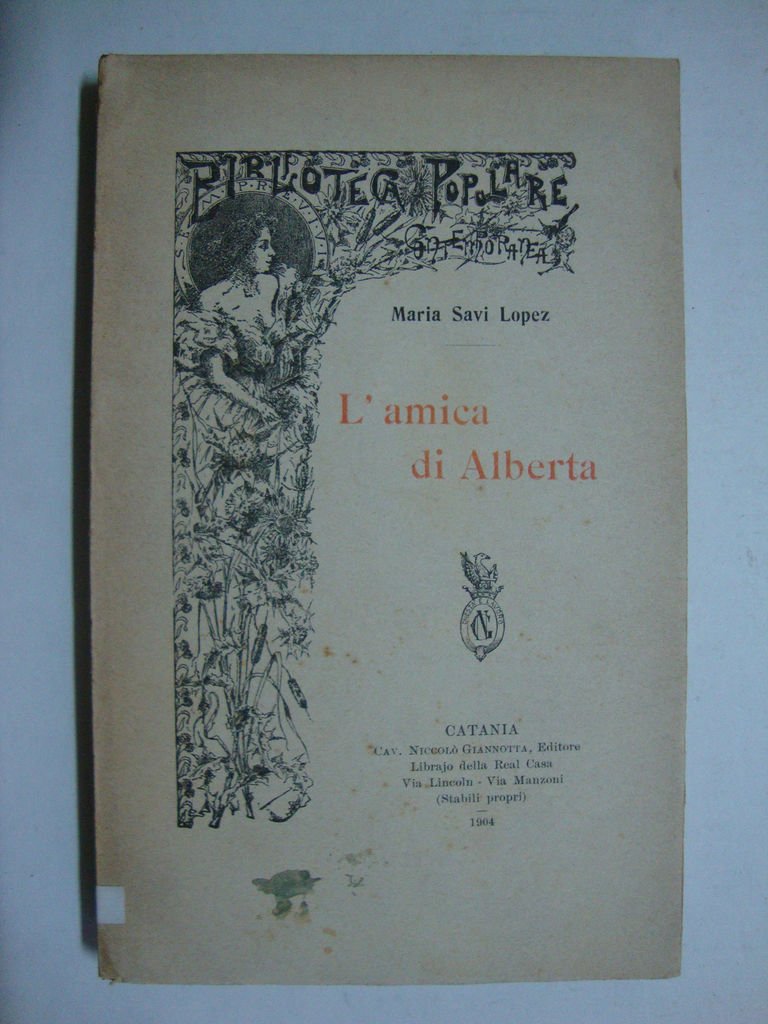 BIBLIOTECA POPOLARE
CONTEMPORANEA
SEMPREVIVI
Maria Savi Lopez
L' amica
di Alberta
CATANIA
CAV. NICCOLÒ GIANNOTTA, Editore
Librajo della Real Casa
Via Lincoln - Via Manzoni
(Stabili propri)
1904